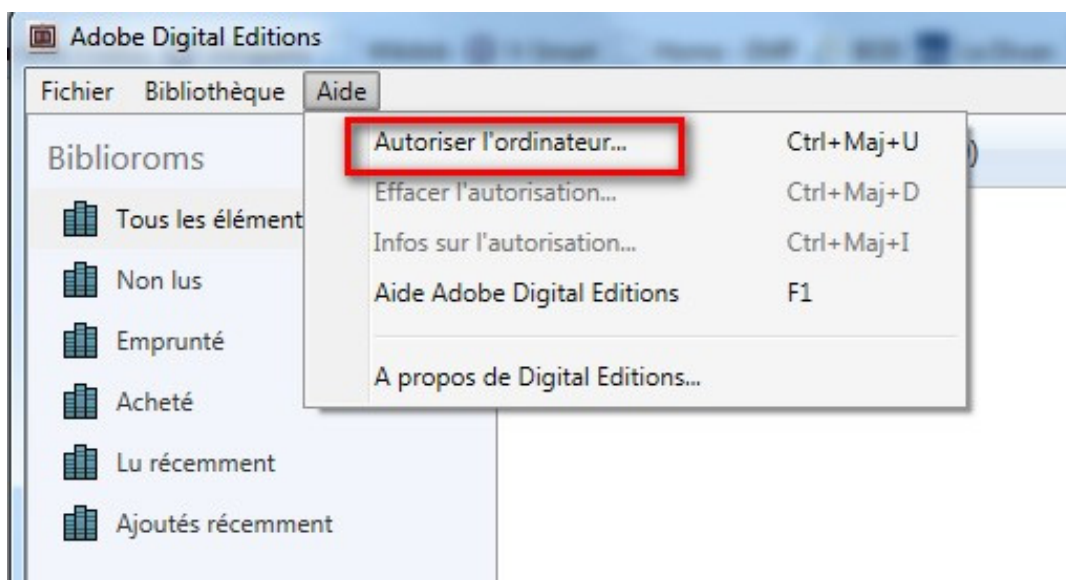 Adobe Digital Editions
Fichier Bibliothèque Aide
Autoriser l'ordinateur... Ctrl+Maj+U
Effacer l'autorisation... Ctrl+Maj+D
Infos sur l'autorisation... Ctrl+Maj+I
Aide Adobe Digital Editions F1
A propos de Digital Editions...
Biblioroms
Tous les élément
Non lus
Emprunté
Acheté
Lu récemment
Ajoutés récemment